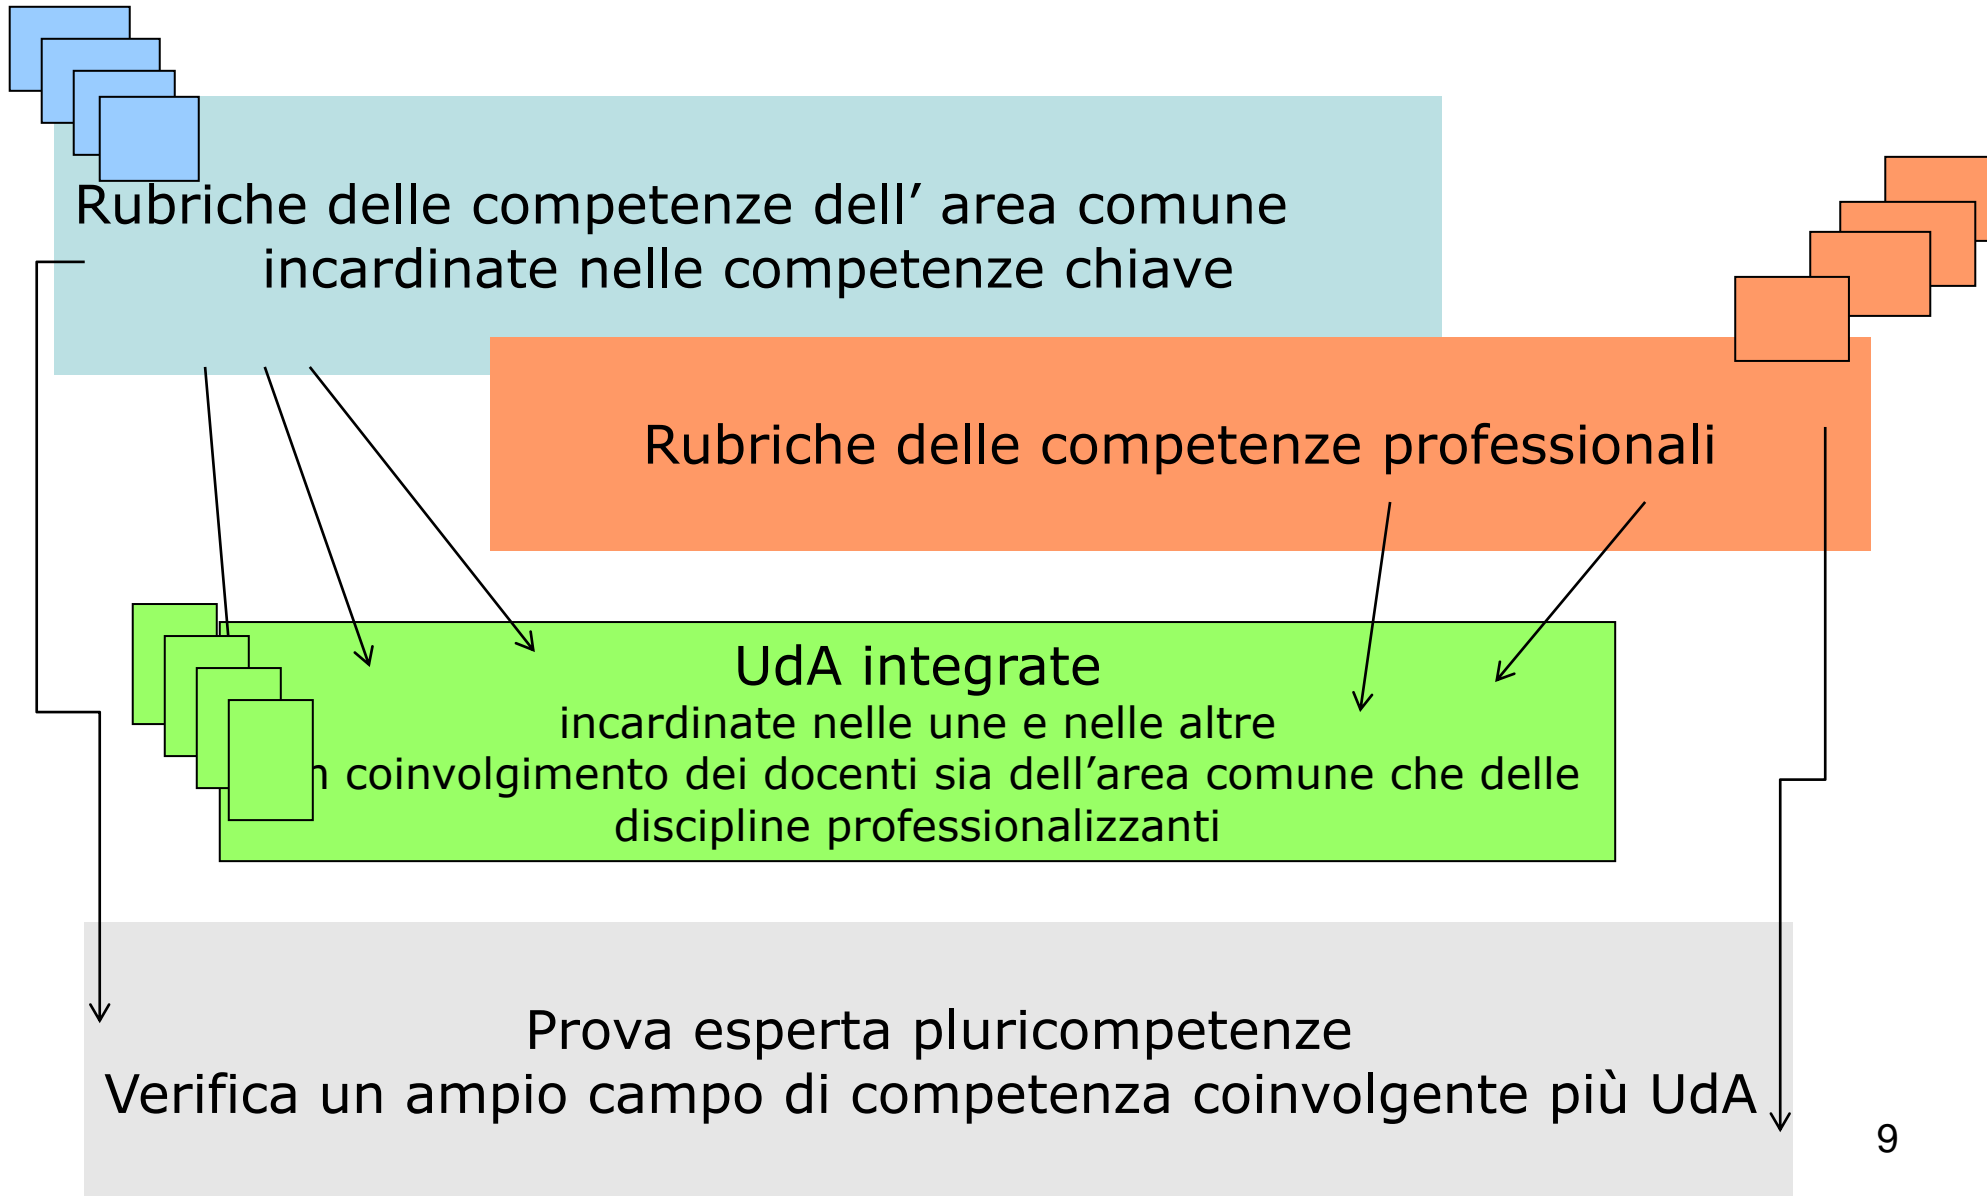 Rubriche delle competenze dell’ area comune
incardinate nelle competenze chiave
Rubriche delle competenze professionali
UdA integrate
incardinate nelle une e nelle altre
coinvolgimento dei docenti sia dell’area comune che delle
discipline professionalizzanti
Prova esperta pluricompetenze
Verifica un ampio campo di competenza coinvolgente più UdA
9